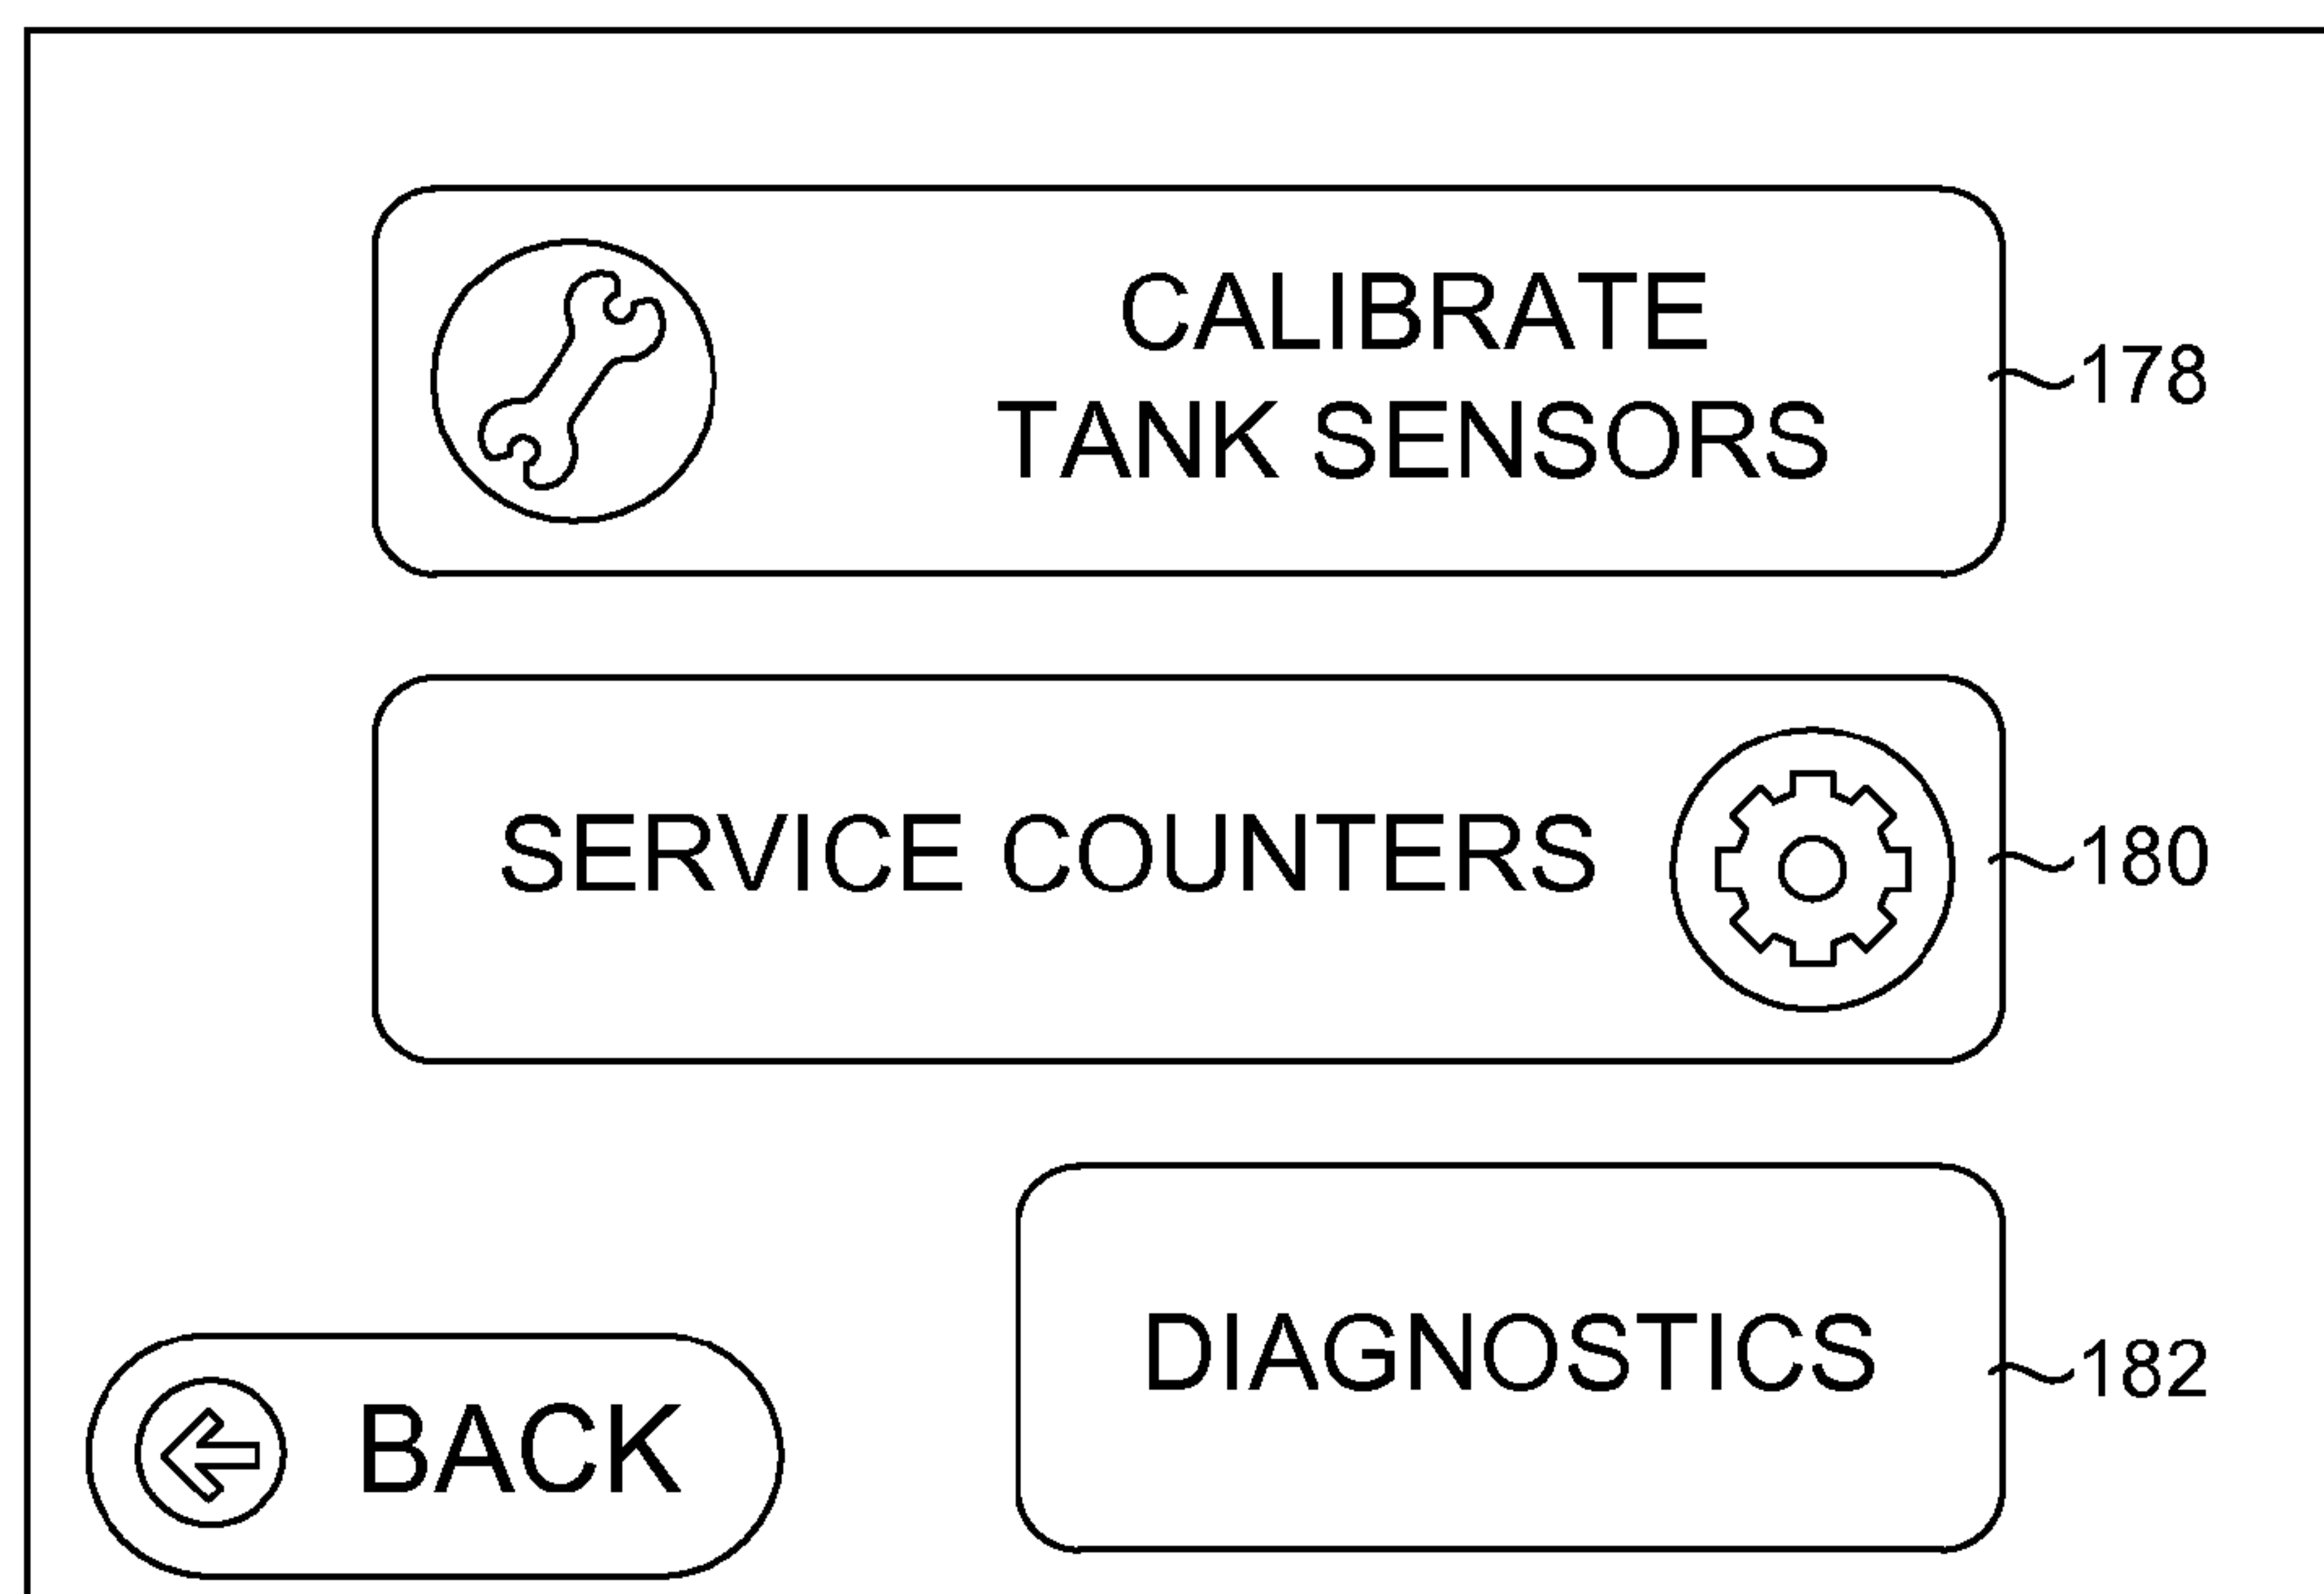 CALIBRATE
TANK SENSORS
178
SERVICE COUNTERS
180
DIAGNOSTICS
182
BACK